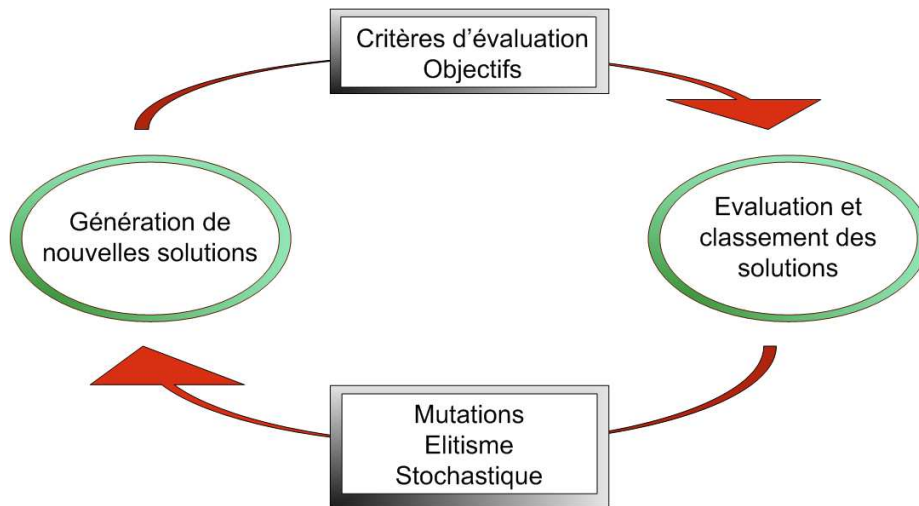 Critères d'évaluation
Objectifs
Génération de
nouvelles solutions
Evaluation et
classement des
solutions
Mutations
Elitisme
Stochastique